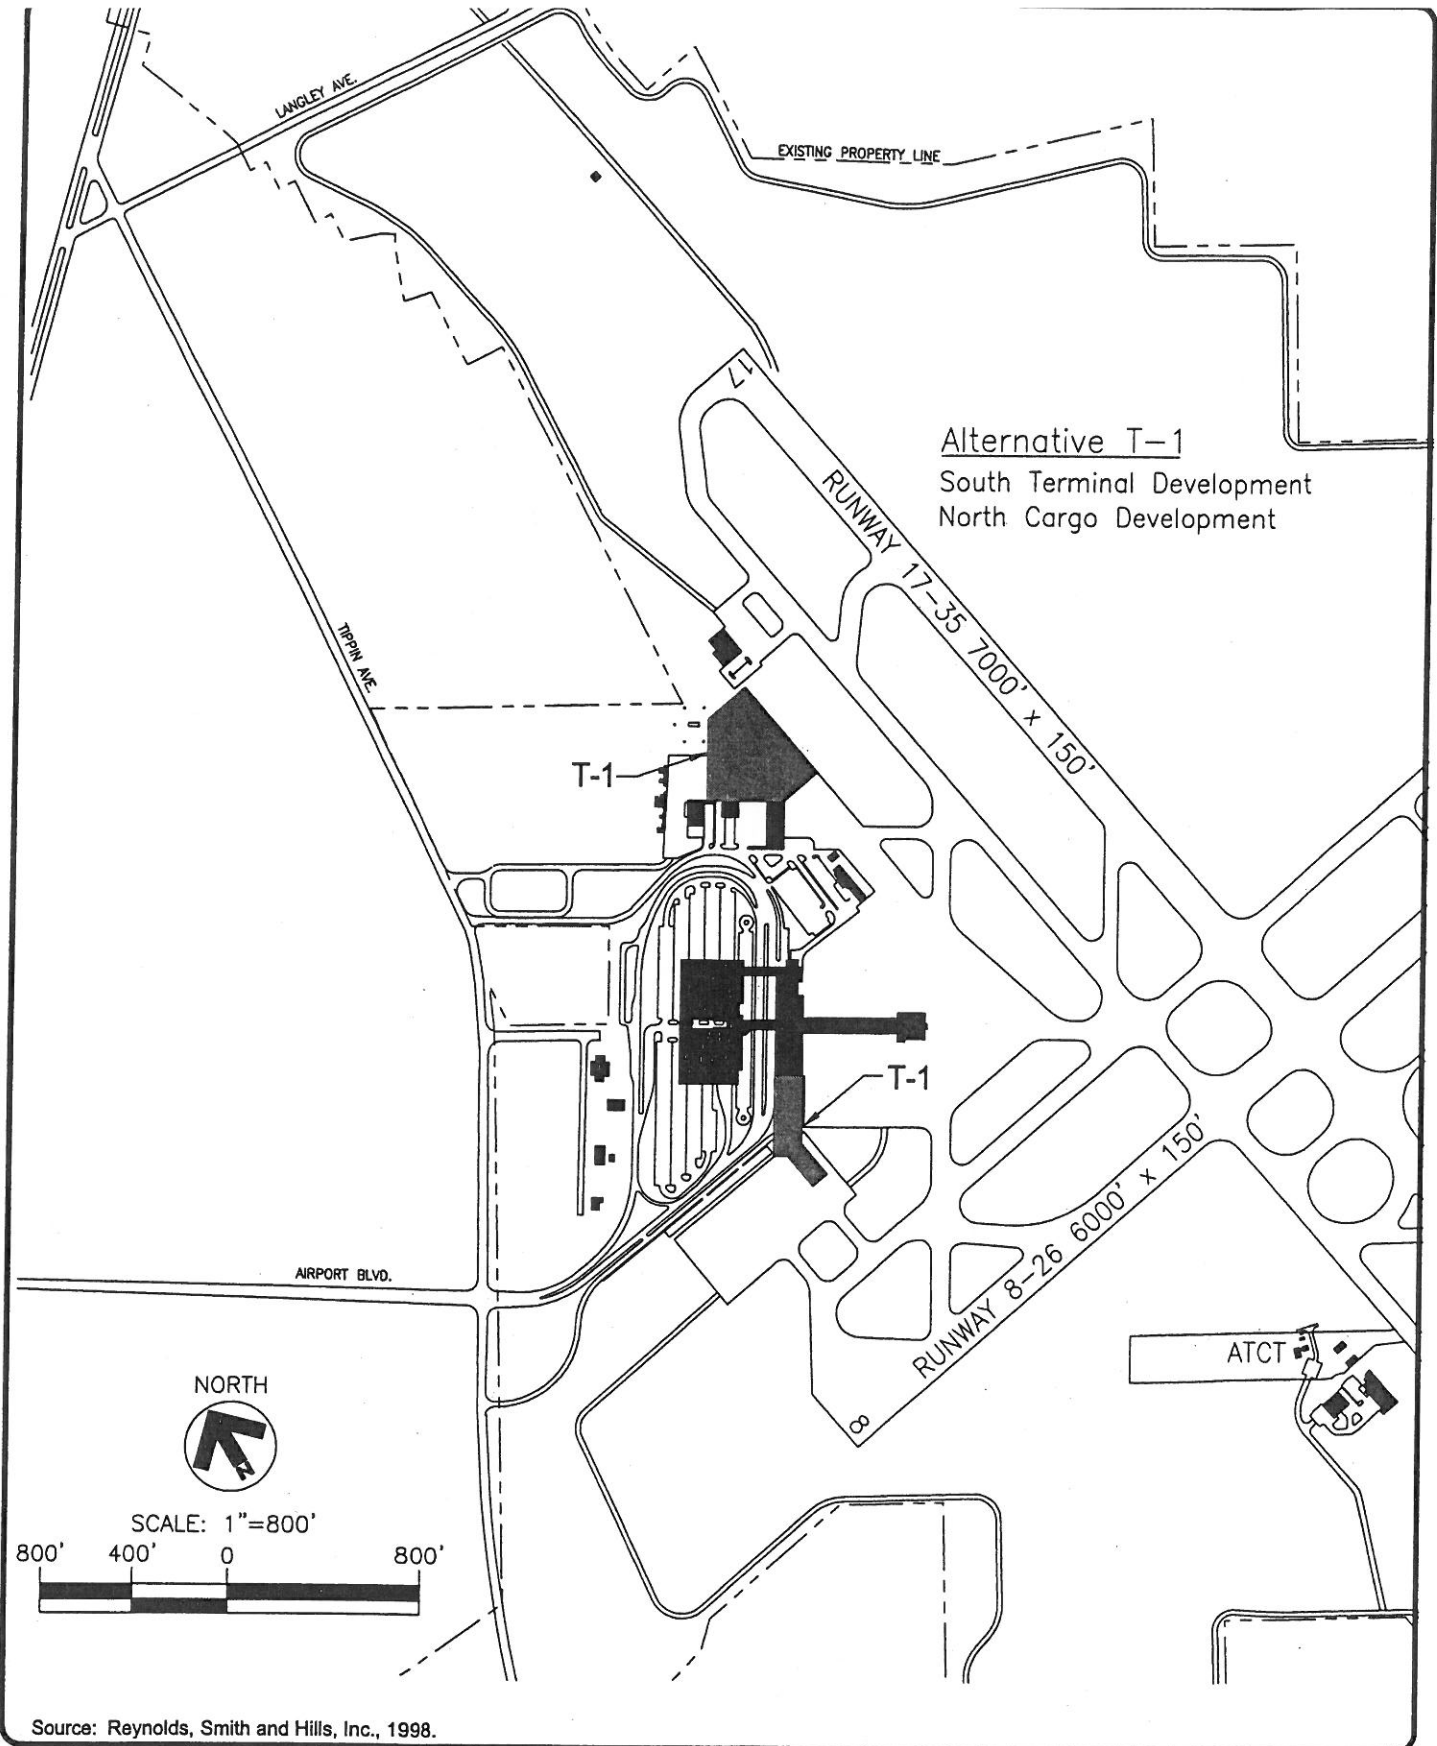 LANGLEY AVE.
EXISTING PROPERTY LINE
17
Alternative T-1
South Terminal Development
North Cargo Development
RUNWAY 17-35 7000' x 150'
TIPPIN AVE.
T-1
T-1
RUNWAY 8-26 6000' x 150'
AIRPORT BLVD.
ATCT
8
NORTH
N
SCALE: 1"=800'
800' 400' 0 800'
Source: Reynolds, Smith and Hills, Inc., 1998.